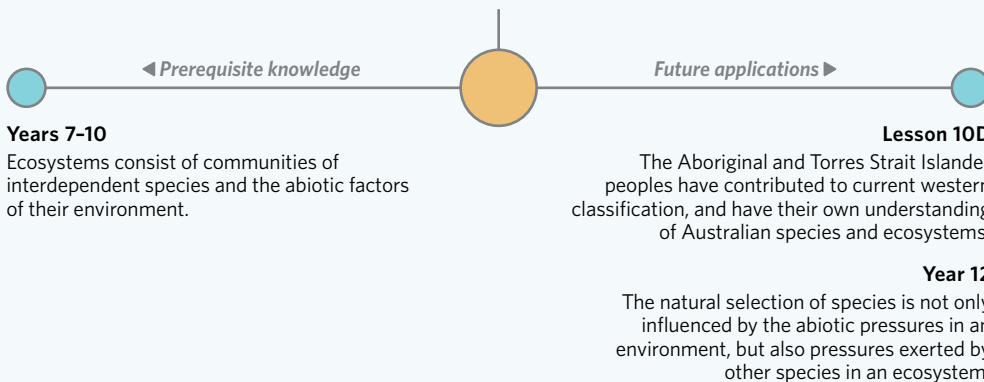 ◀ Prerequisite knowledge
Future applications ▶
Years 7–10
Ecosystems consist of communities of
interdependent species and the abiotic factors
of their environment.
Lesson 10D
The Aboriginal and Torres Strait Islander
peoples have contributed to current western
classification, and have their own understanding
of Australian species and ecosystems
Year 12
The natural selection of species is not only
influenced by the abiotic pressures in an
environment, but also pressures exerted by
other species in an ecosystem